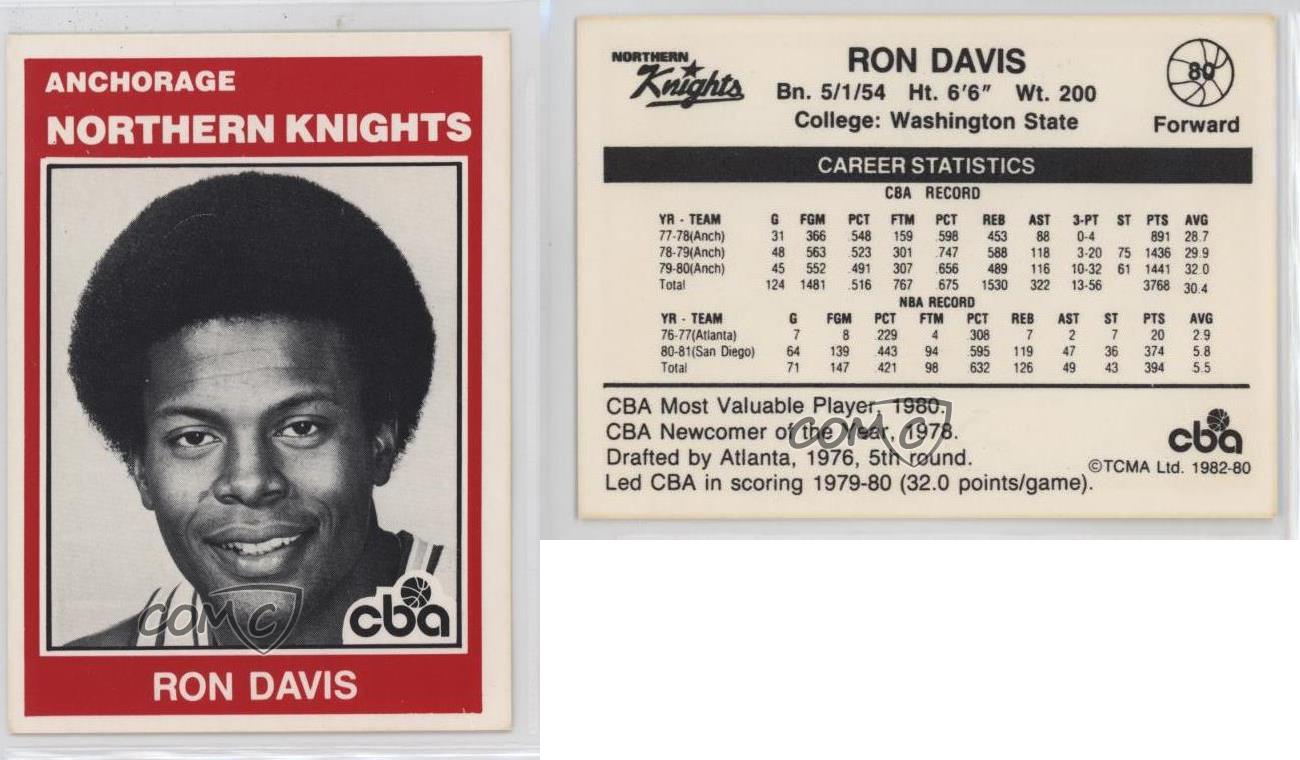 ANCHORAGE
NORTHERN KNIGHTS
COMC
cba
RON DAVIS
NORTHERN
Knights
RON DAVIS
Bn. 5/1/54 Ht. 6'6" Wt. 200
College: Washington State
80
Forward
CAREER STATISTICS
CBA RECORD
YR - TEAM G FGM PCT FTM PCT REB AST 3-PT ST PTS AVG
77-78(Anch) 31 366 .548 159 .598 453 88 0-4 891 28.7
78-79(Anch) 48 563 .523 301 .747 588 118 3-20 75 1436 29.9
79-80(Anch) 45 552 .491 307 .656 489 116 10-32 61 1441 32.0
Total 124 1481 .516 767 .675 1530 322 13-56 3768 30.4
NBA RECORD
YR - TEAM G FGM PCT FTM PCT REB AST ST PTS AVG
76-77(Atlanta) 7 8 .229 4 .308 7 2 7 20 2.9
80-81(San Diego) 64 139 .443 94 .595 119 47 36 374 5.8
Total 71 147 .421 98 .632 126 49 43 394 5.5
CBA Most Valuable Player, 1980.
CBA Newcomer of the Year, 1978.
Drafted by Atlanta, 1976, 5th round.
Led CBA in scoring 1979-80 (32.0 points/game).
COMC
cba
©TCMA Ltd. 1982-80